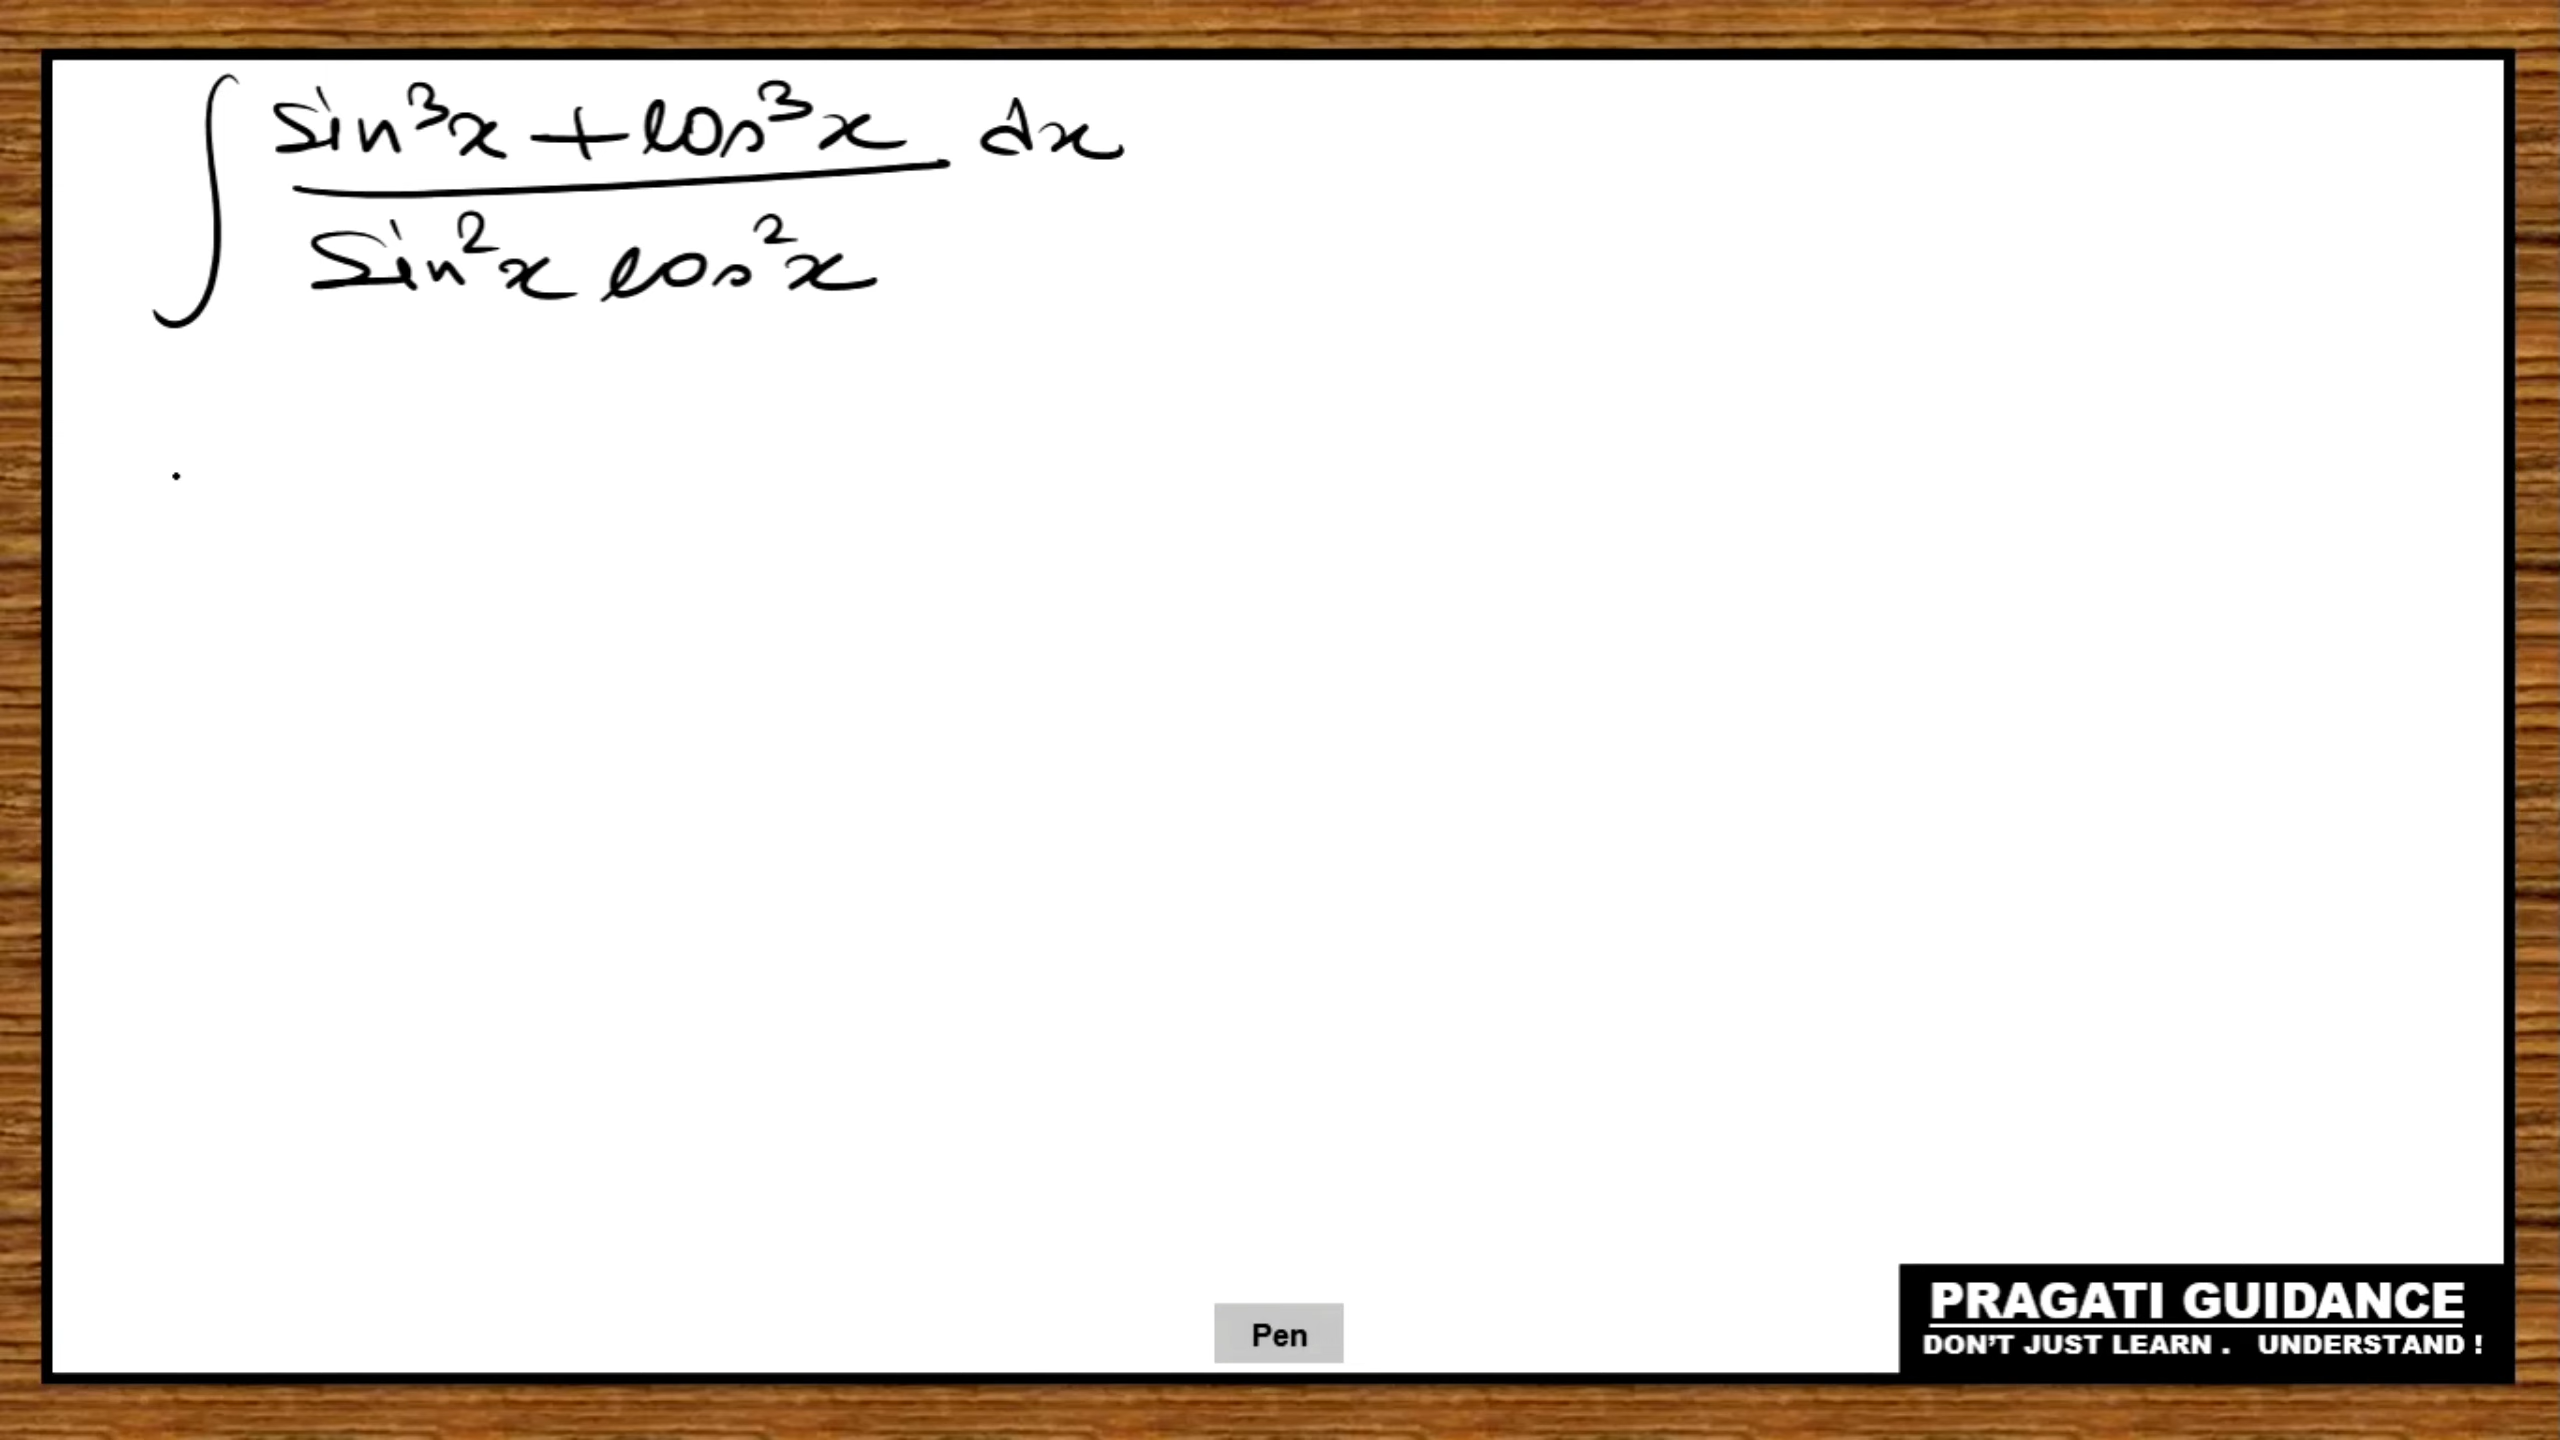 ∫ sin³x + cos³x dx
sin²x cos²x
Pen
PRAGATI GUIDANCE
DON'T JUST LEARN . UNDERSTAND !